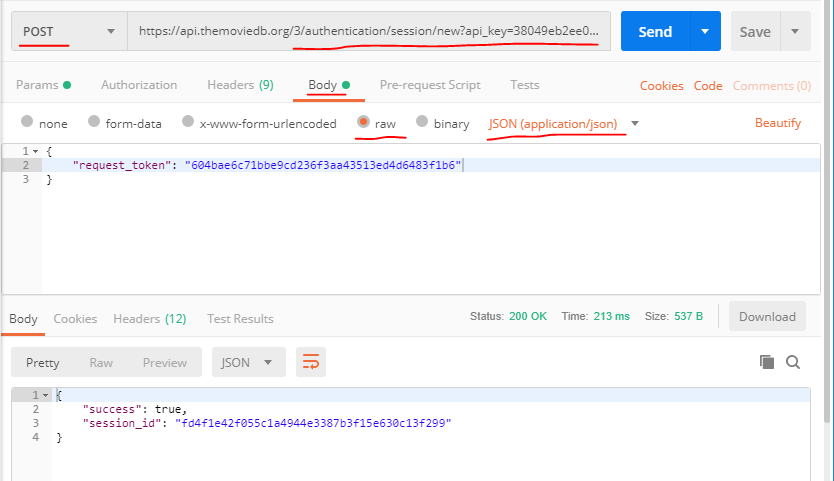 POST https://api.themoviedb.org/3/authentication/session/new?api_key=38049eb2ee0... Send Save
Params Authorization Headers (9) Body Pre-request Script Tests Cookies Code Comments (0)
none form-data x-www-form-urlencoded raw binary JSON (application/json) Beautify
1 {
2 "request_token": "604bae6c71bbe9cd236f3aa43513ed4d6483f1b6"
3 }
Body Cookies Headers (12) Test Results Status: 200 OK Time: 213 ms Size: 537 B Download
Pretty Raw Preview JSON
1 {
2 "success": true,
3 "session_id": "fd4f1e42f055c1a4944e3387b3f15e630c13f299"
4 }